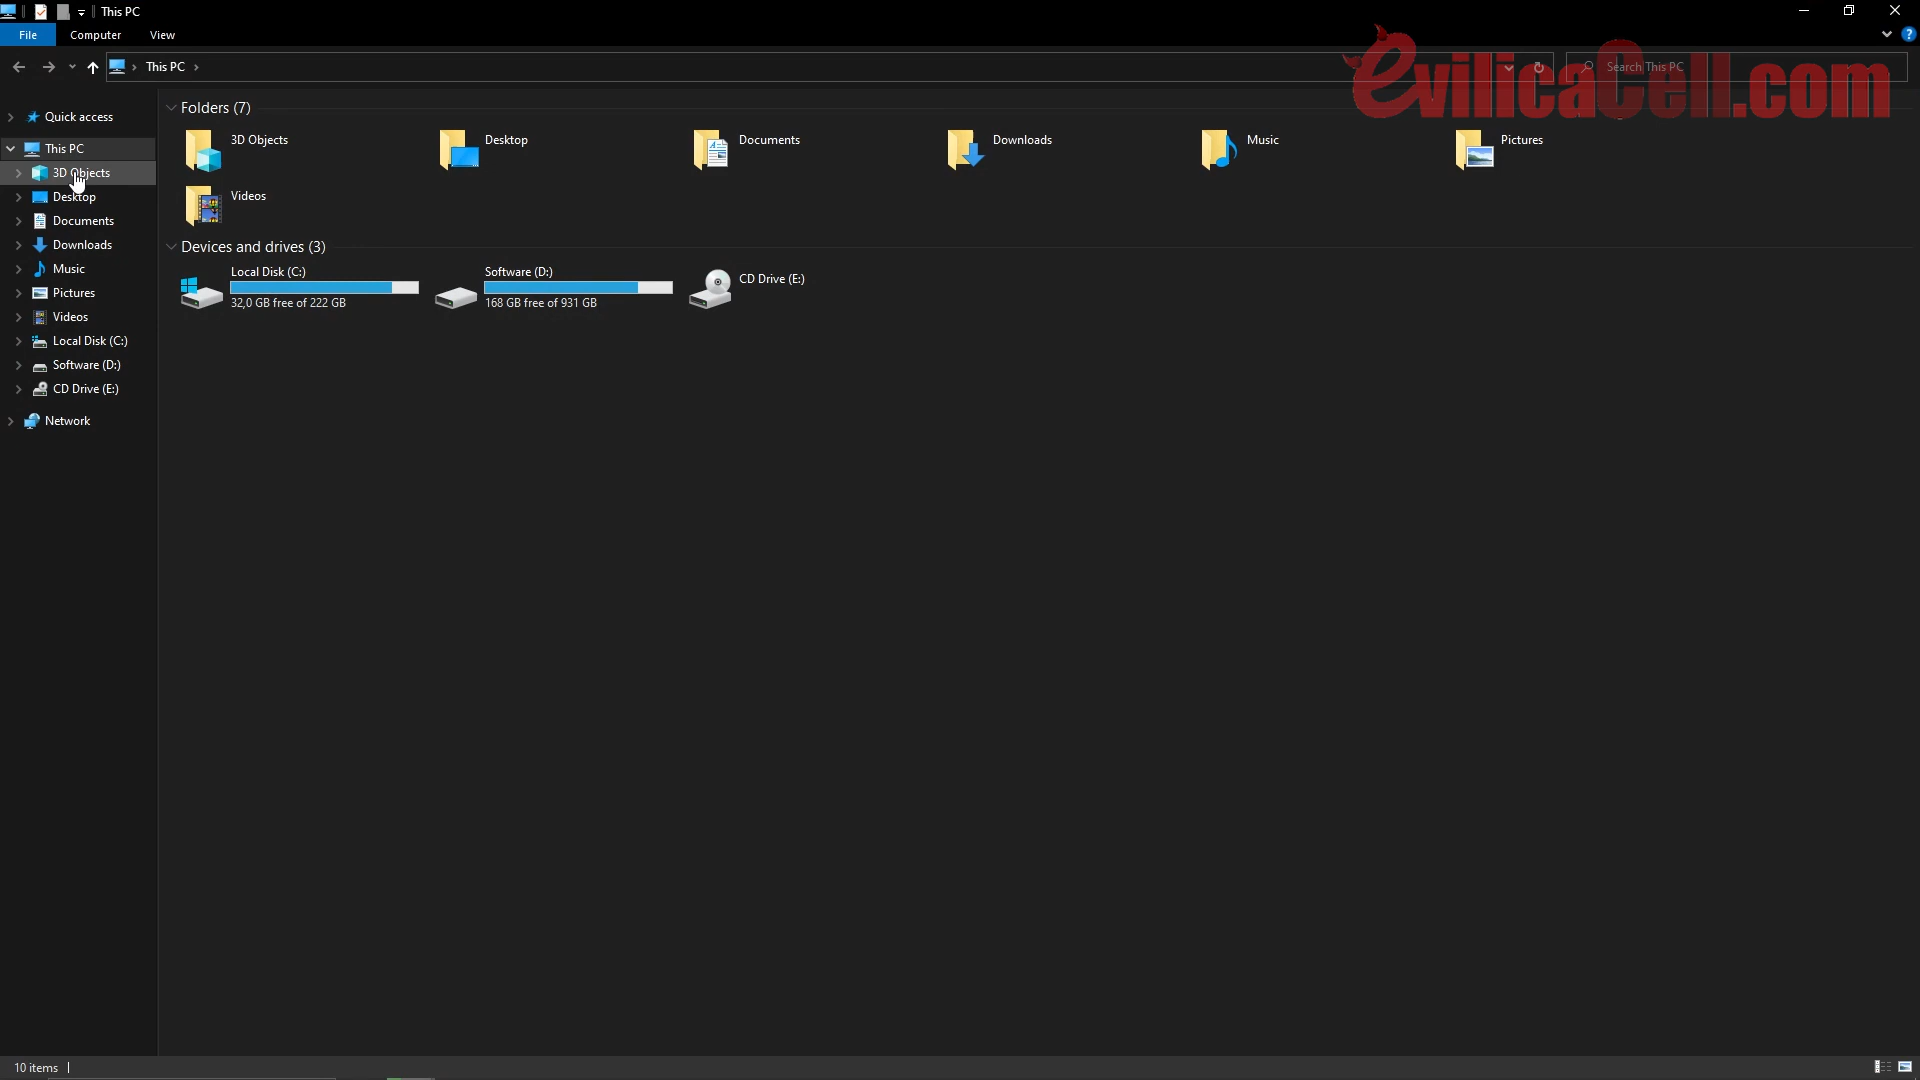 This PC
File Computer View
This PC
Search This PC
evilicaCell.com
Quick access
This PC
3D Objects
Desktop
Documents
Downloads
Music
Pictures
Videos
Local Disk (C:)
Software (D:)
CD Drive (E:)
Network
Folders (7)
3D Objects Desktop Documents Downloads Music Pictures
Videos
Devices and drives (3)
Local Disk (C:)
32,0 GB free of 222 GB
Software (D:)
168 GB free of 931 GB
CD Drive (E:)
10 items